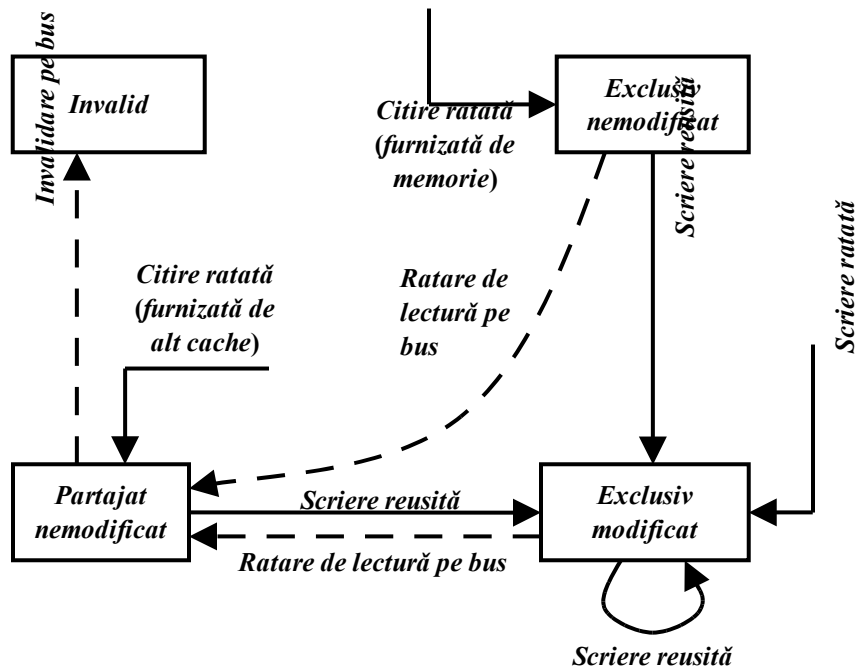 Invalidare pe bus
Invalid
Citire ratată
(furnizată de
memorie)
Exclusiv
nemodificat
Scriere reusită
Scriere ratată
Citire ratată
(furnizată de
alt cache)
Ratare de
lectură pe
bus
Partajat
nemodificat
Scriere reusită
Ratare de lectură pe bus
Exclusiv
modificat
Scriere reusită